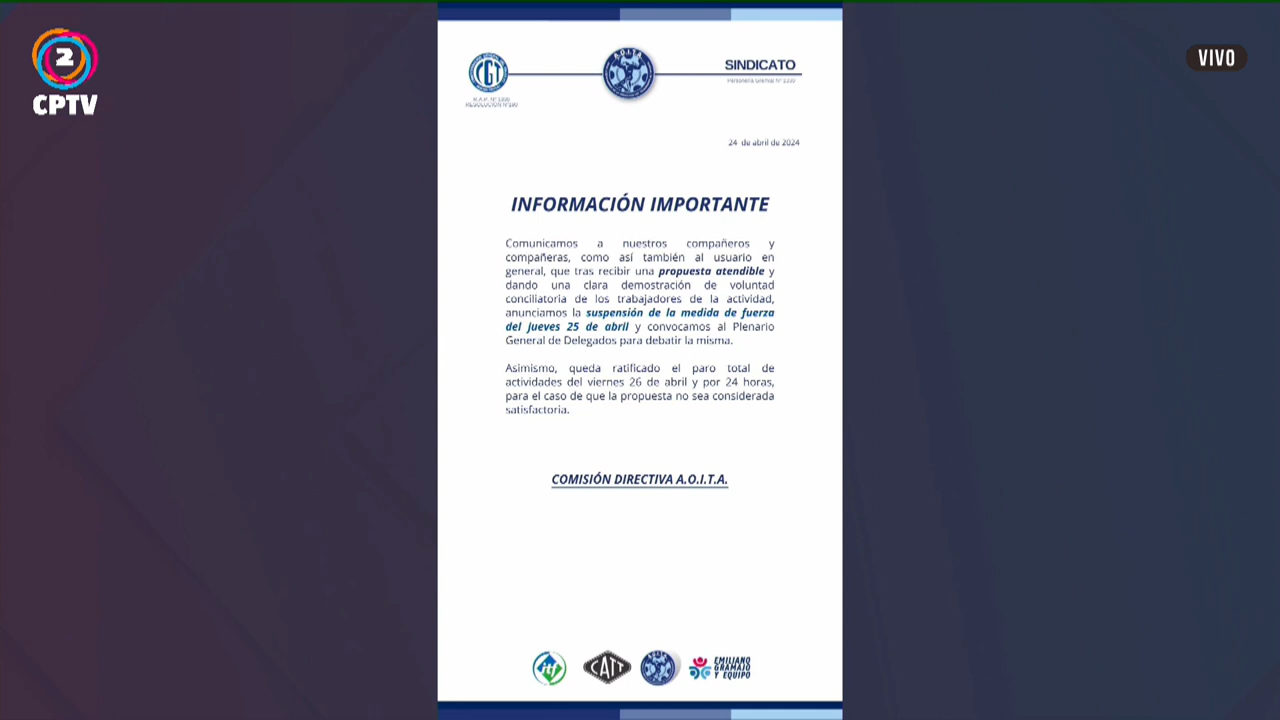 2
CPTV
VIVO
CGT
A.O.I.T.A
SINDICATO
24 de abril de 2024
INFORMACIÓN IMPORTANTE
Comunicamos a nuestros compañeros y
compañeras, como así también al usuario en
general, que tras recibir una propuesta atendible y
dando una clara demostración de voluntad
conciliatoria de los trabajadores de la actividad,
anunciamos la suspensión de la medida de fuerza
del jueves 25 de abril y convocamos al Plenario
General de Delegados para debatir la misma.
Asimismo, queda ratificado el paro total de
actividades del viernes 26 de abril y por 24 horas,
para el caso de que la propuesta no sea considerada
satisfactoria.
COMISIÓN DIRECTIVA A.O.I.T.A.
itf
CATT
EMILIANO
GRAMAJO
Y EQUIPO